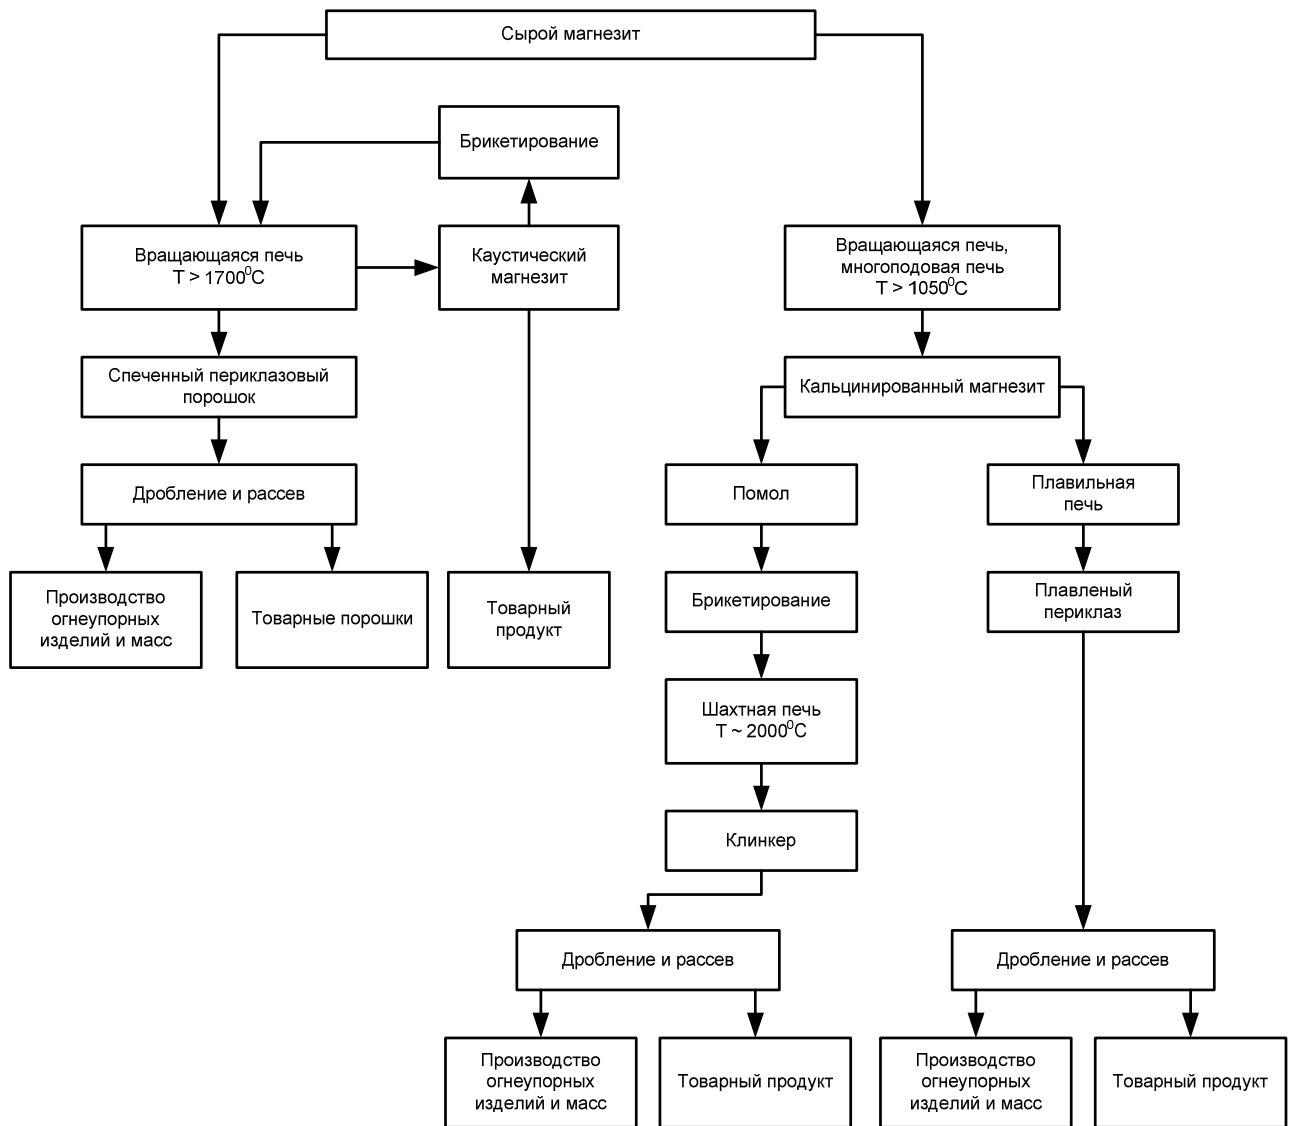 Сырой магнезит
Брикетирование
Вращающаяся печь
T > 1700⁰C
Каустический
магнезит
Вращающаяся печь,
многоподовая печь
T > 1050⁰C
Спеченный периклазовый
порошок
Кальцинированный магнезит
Дробление и рассев
Помол
Плавильная
печь
Производство
огнеупорных
изделий и масс
Товарные порошки
Товарный
продукт
Брикетирование
Плавленый
периклаз
Шахтная печь
T ~ 2000⁰C
Клинкер
Дробление и рассев
Дробление и рассев
Производство
огнеупорных
изделий и масс
Товарный продукт
Производство
огнеупорных
изделий и масс
Товарный продукт